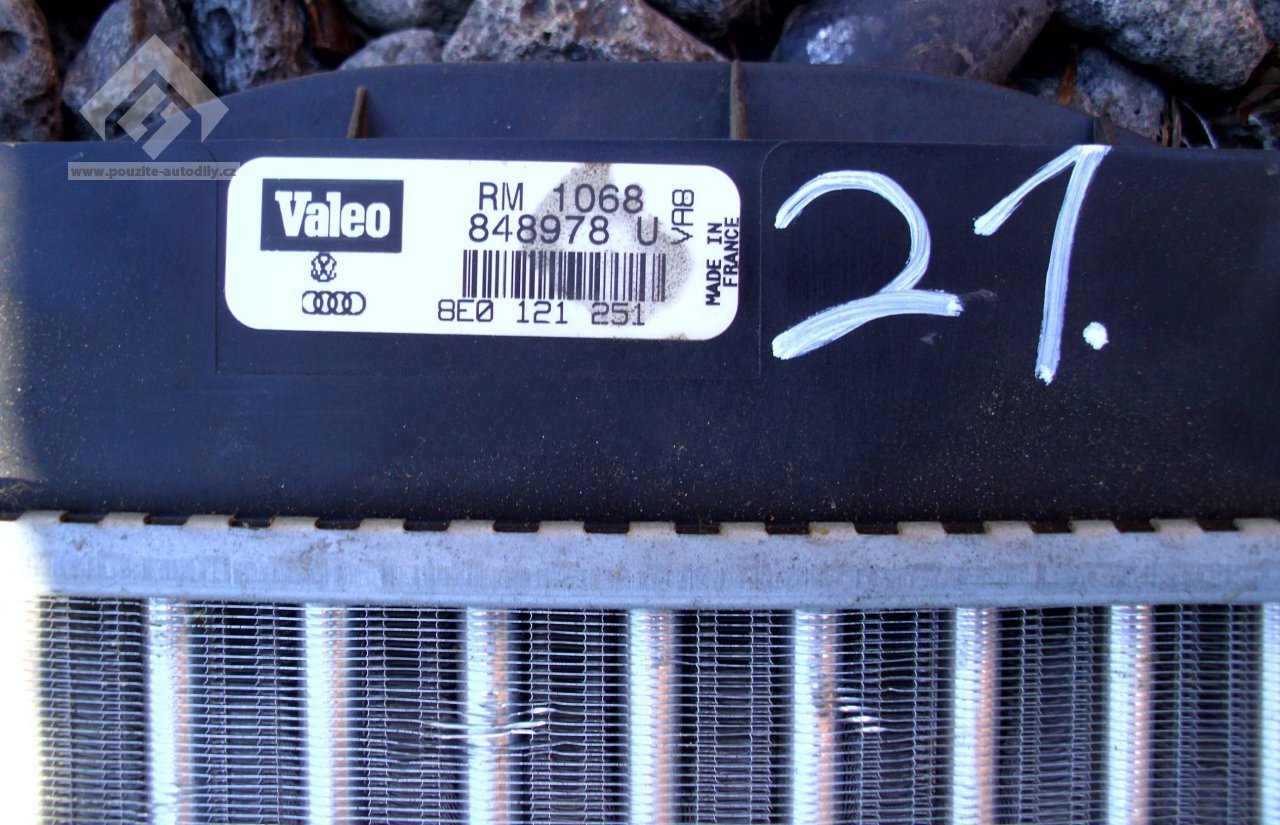 www.pouzite-autodily.cz
Valeo
RM 1068
848978 U
VA8
MADE IN
FRANCE
8E0 121 251
21.